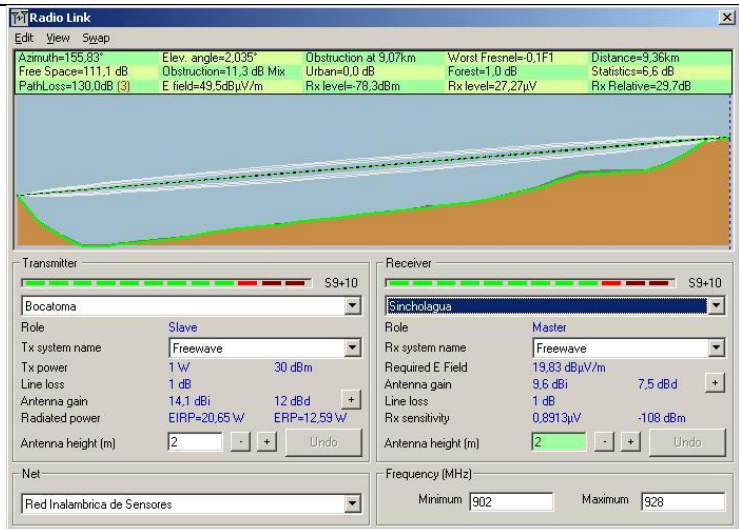 Radio Link
Edit View Swap
Azimuth=155,83° Elev. angle=2,035° Obstruction at 9,07km Worst Fresnel=-0,1F1 Distance=9,36km
Free Space=111,1 dB Obstruction=11,3 dB Mix Urban=0,0 dB Forest=1,0 dB Statistics=6,6 dB
PathLoss=130,0dB (3) E field=49,5dBµV/m Rx level=-78,3dBm Rx level=27,27µV Rx Relative=29,7dB
Transmitter
S9+10
Bocatoma
Role Slave
Tx system name Freewave
Tx power 1 W 30 dBm
Line loss 1 dB
Antenna gain 14,1 dBi 12 dBd +
Radiated power EIRP=20,65 W ERP=12,59 W
Antenna height (m) 2 - + Undo
Net
Red Inalambrica de Sensores
Receiver
S9+10
Sincholagua
Role Master
Rx system name Freewave
Required E Field 19,83 dBµV/m
Antenna gain 9,6 dBi 7,5 dBd +
Line loss 1 dB
Rx sensitivity 0,8913µV -108 dBm
Antenna height (m) 2 - + Undo
Frequency (MHz)
Minimum 902 Maximum 928